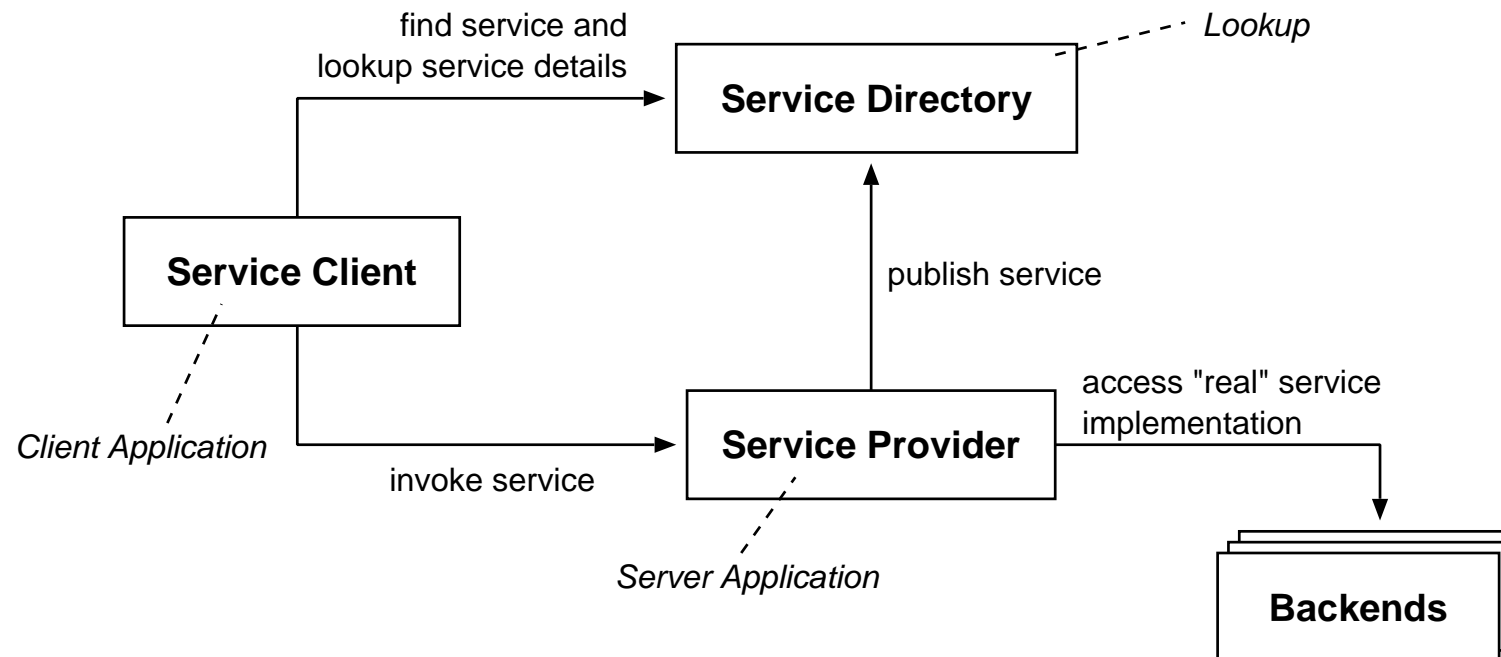 find service and
lookup service details
Lookup
Service Directory
Service Client
publish service
access "real" service
implementation
Client Application
Service Provider
invoke service
Server Application
Backends